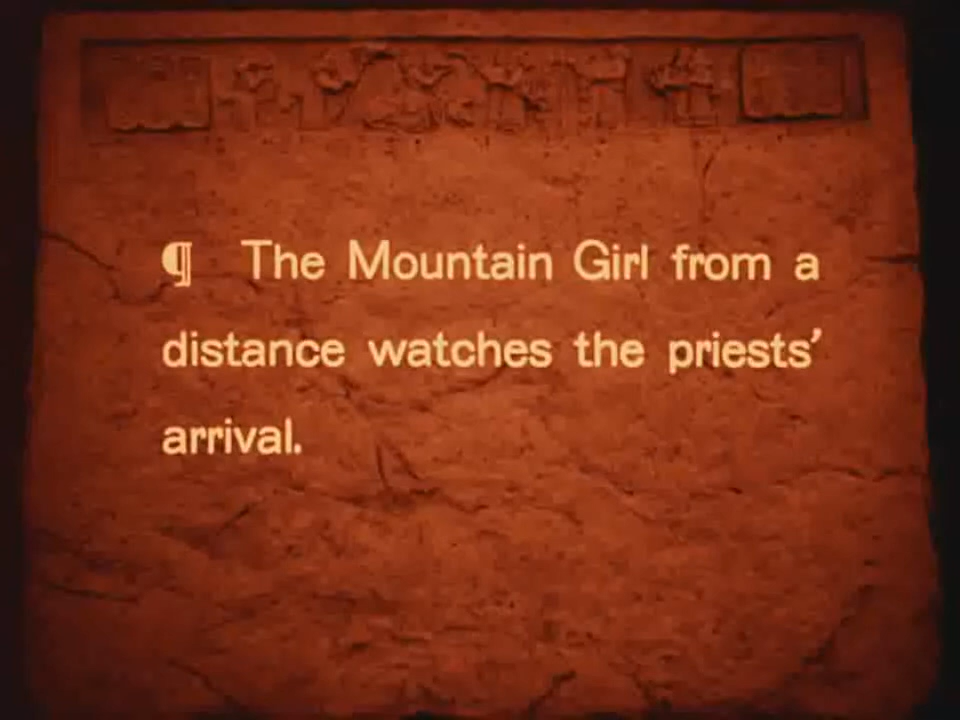 ¶ The Mountain Girl from a
distance watches the priests’
arrival.